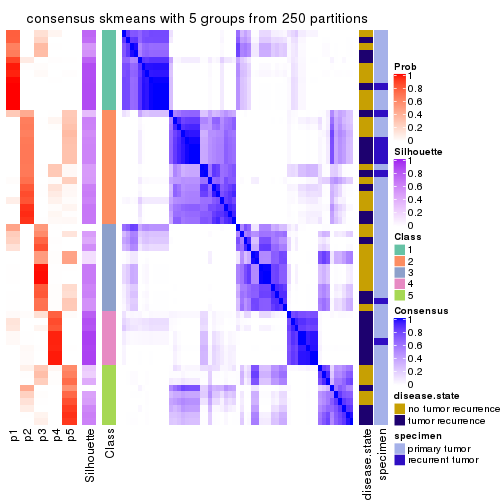 consensus skmeans with 5 groups from 250 partitions
Prob
1
0.8
0.6
0.4
0.2
0
Silhouette
1
0.8
0.6
0.4
0.2
0
Class
1
2
3
4
5
Consensus
1
0.8
0.6
0.4
0.2
0
disease.state
no tumor recurrence
tumor recurrence
specimen
primary tumor
recurrent tumor
p1
p2
p3
p4
p5
Silhouette
Class
disease.state
specimen